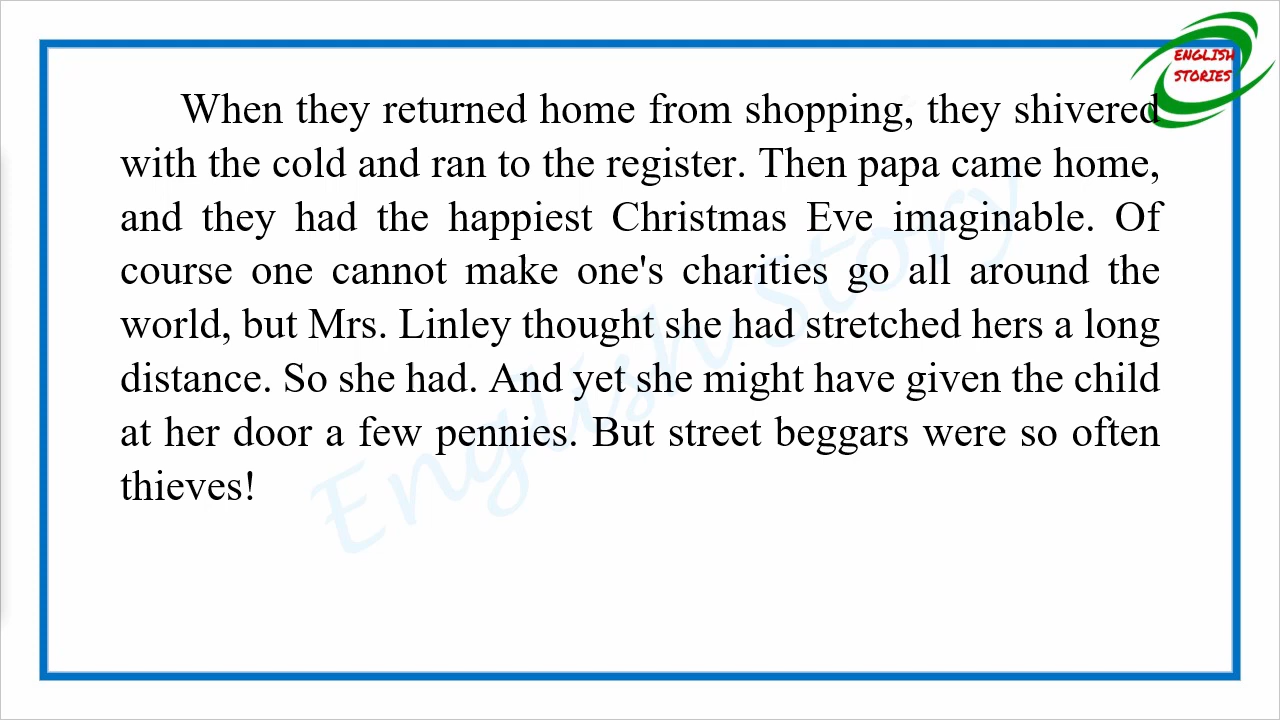 ENGLISH
STORIES
When they returned home from shopping, they shivered
with the cold and ran to the register. Then papa came home,
and they had the happiest Christmas Eve imaginable. Of
course one cannot make one's charities go all around the
world, but Mrs. Linley thought she had stretched hers a long
distance. So she had. And yet she might have given the child
at her door a few pennies. But street beggars were so often
thieves!
English Story